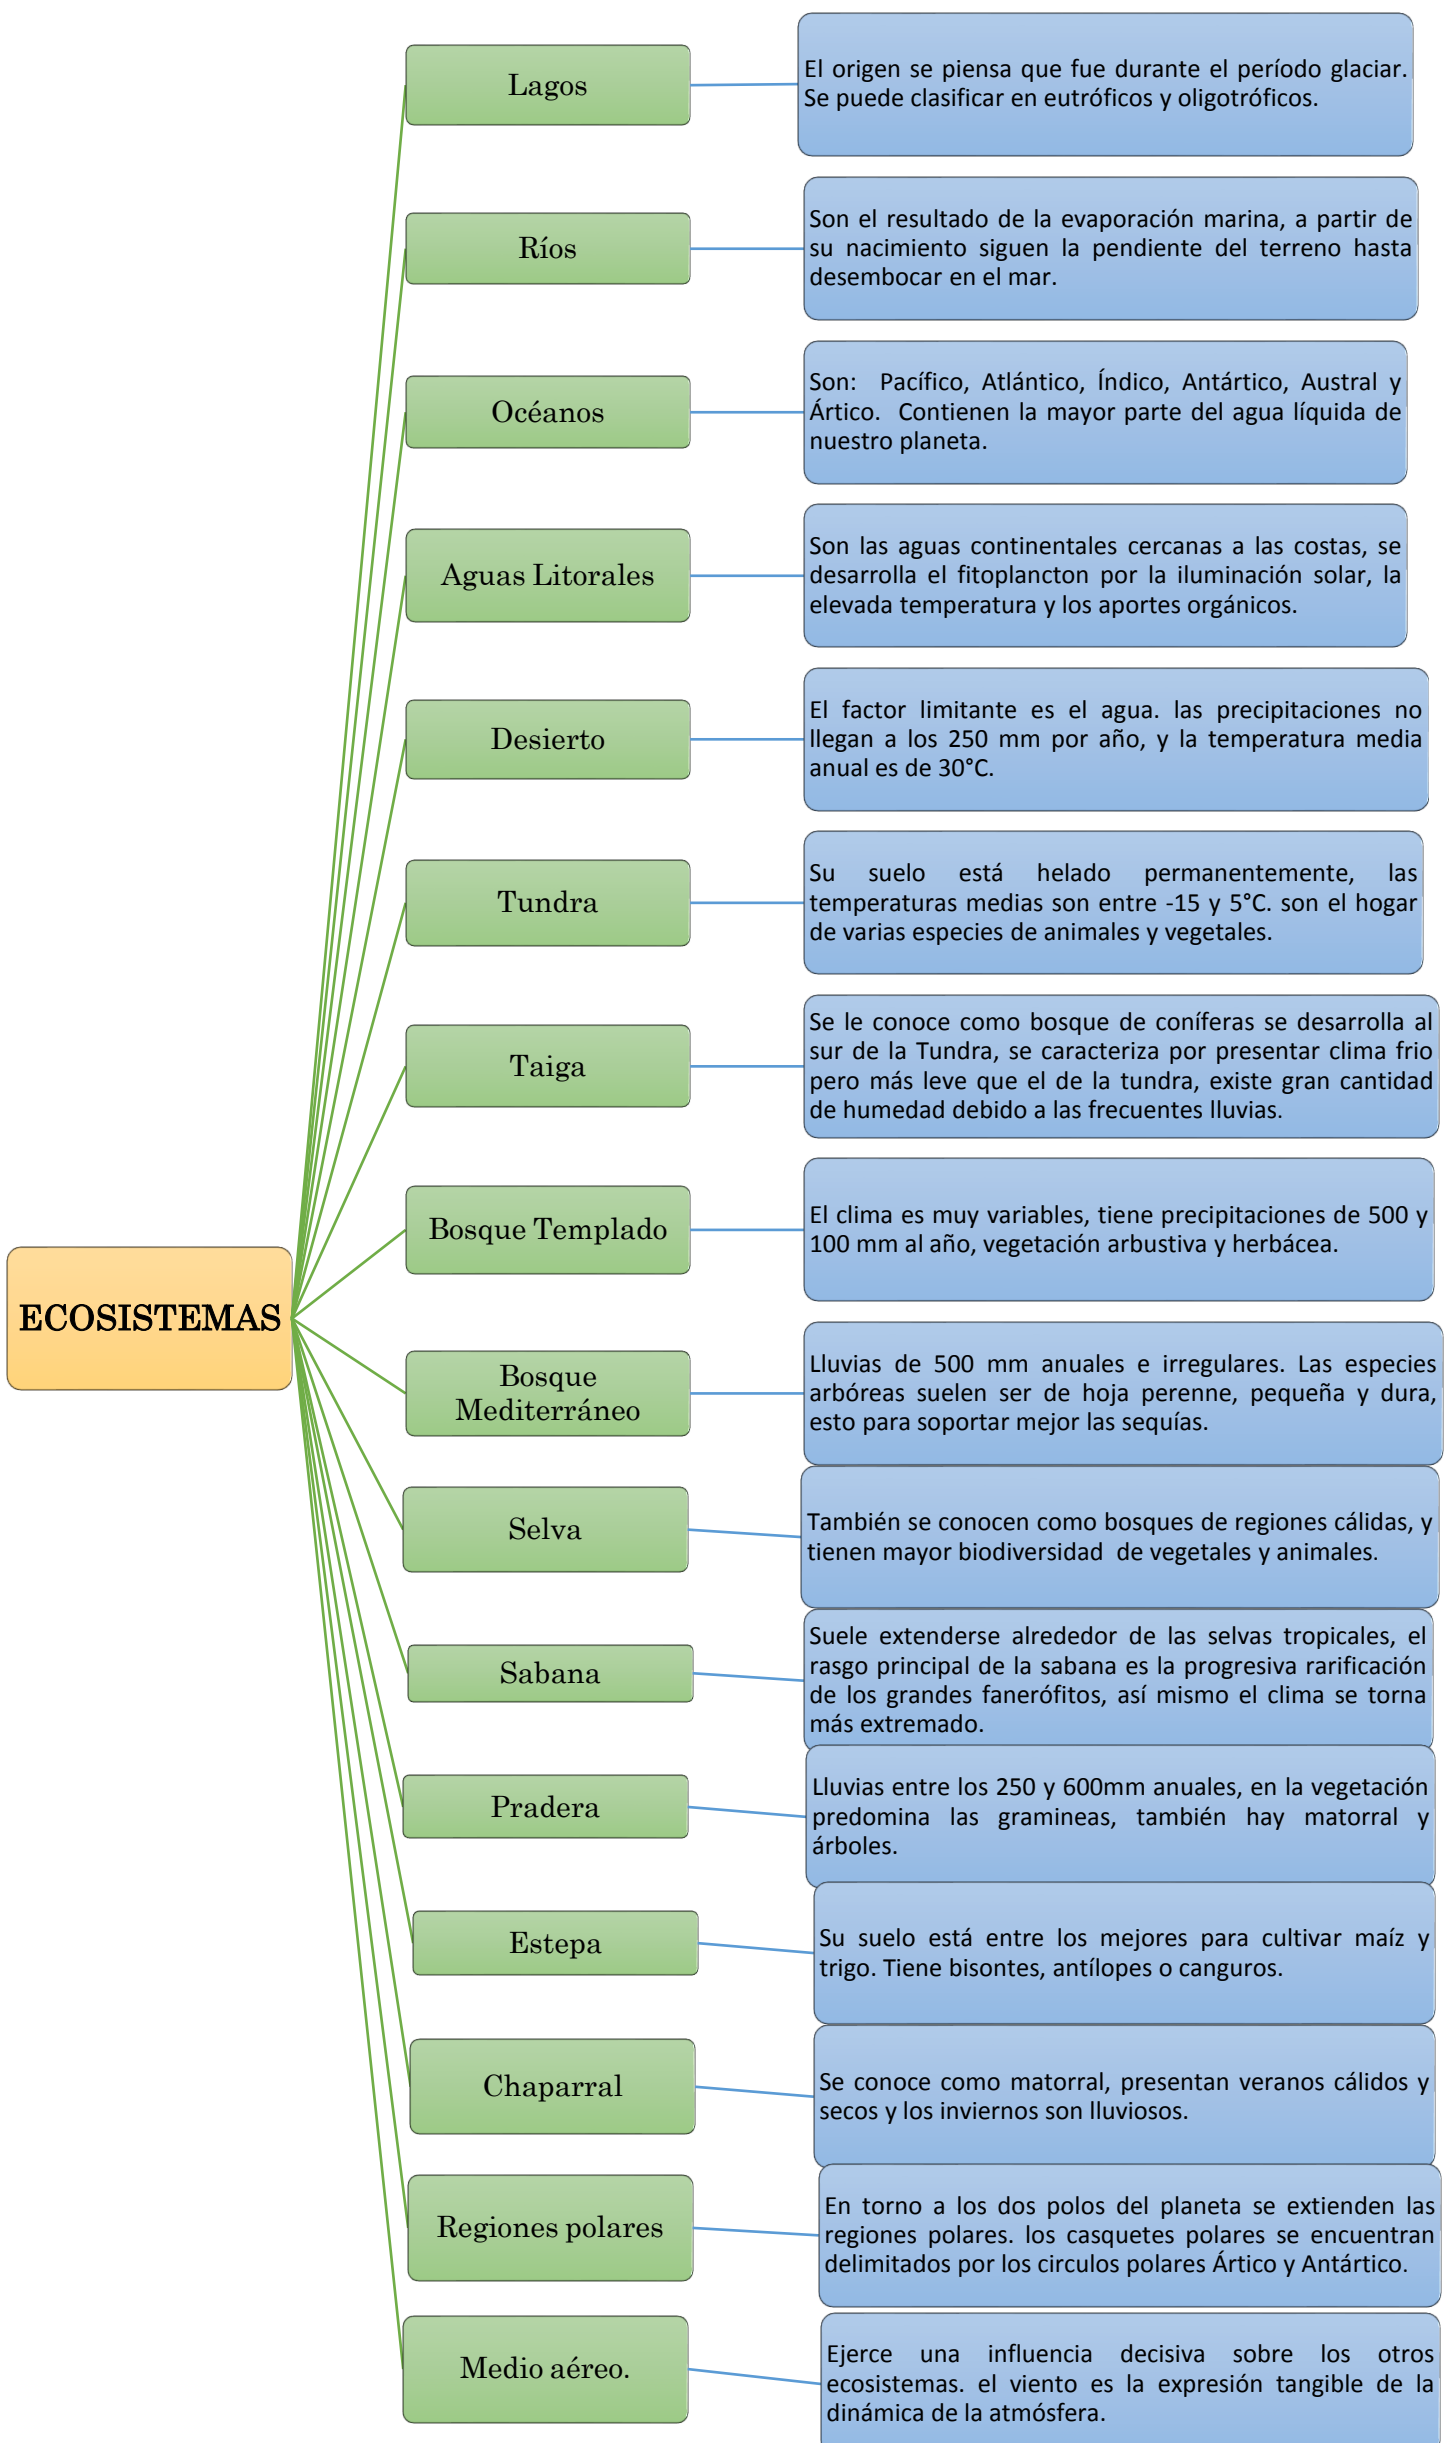 Lagos
El origen se piensa que fue durante el período glaciar.
Se puede clasificar en eutróficos y oligotróficos.
Ríos
Son el resultado de la evaporación marina, a partir de
su nacimiento siguen la pendiente del terreno hasta
desembocar en el mar.
Océanos
Son: Pacífico, Atlántico, Índico, Antártico, Austral y
Ártico. Contienen la mayor parte del agua líquida de
nuestro planeta.
Aguas Litorales
Son las aguas continentales cercanas a las costas, se
desarrolla el fitoplancton por la iluminación solar, la
elevada temperatura y los aportes orgánicos.
Desierto
El factor limitante es el agua. las precipitaciones no
llegan a los 250 mm por año, y la temperatura media
anual es de 30°C.
Tundra
Su suelo está helado permanentemente, las
temperaturas medias son entre -15 y 5°C. son el hogar
de varias especies de animales y vegetales.
Taiga
Se le conoce como bosque de coníferas se desarrolla al
sur de la Tundra, se caracteriza por presentar clima frio
pero más leve que el de la tundra, existe gran cantidad
de humedad debido a las frecuentes lluvias.
Bosque Templado
El clima es muy variables, tiene precipitaciones de 500 y
100 mm al año, vegetación arbustiva y herbácea.
ECOSISTEMAS
Bosque
Mediterráneo
Lluvias de 500 mm anuales e irregulares. Las especies
arbóreas suelen ser de hoja perenne, pequeña y dura,
esto para soportar mejor las sequías.
Selva
También se conocen como bosques de regiones cálidas, y
tienen mayor biodiversidad de vegetales y animales.
Sabana
Suele extenderse alrededor de las selvas tropicales, el
rasgo principal de la sabana es la progresiva rarificación
de los grandes fanerófitos, así mismo el clima se torna
más extremado.
Pradera
Lluvias entre los 250 y 600mm anuales, en la vegetación
predomina las gramineas, también hay matorral y
árboles.
Estepa
Su suelo está entre los mejores para cultivar maíz y
trigo. Tiene bisontes, antílopes o canguros.
Chaparral
Se conoce como matorral, presentan veranos cálidos y
secos y los inviernos son lluviosos.
Regiones polares
En torno a los dos polos del planeta se extienden las
regiones polares. los casquetes polares se encuentran
delimitados por los circulos polares Ártico y Antártico.
Medio aéreo.
Ejerce una influencia decisiva sobre los otros
ecosistemas. el viento es la expresión tangible de la
dinámica de la atmósfera.